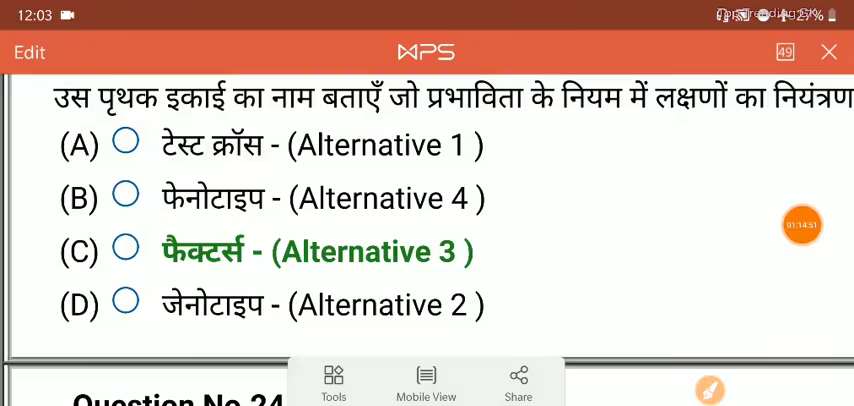 12:03
27%
Edit
WPS
49
उस पृथक इकाई का नाम बताएँ जो प्रभाविता के नियम में लक्षणों का नियंत्रण
(A) टेस्ट क्रॉस - (Alternative 1 )
(B) फेनोटाइप - (Alternative 4 )
01:14:51
(C) फैक्टर्स - (Alternative 3 )
(D) जेनोटाइप - (Alternative 2 )
Question No 24
Tools
Mobile View
Share